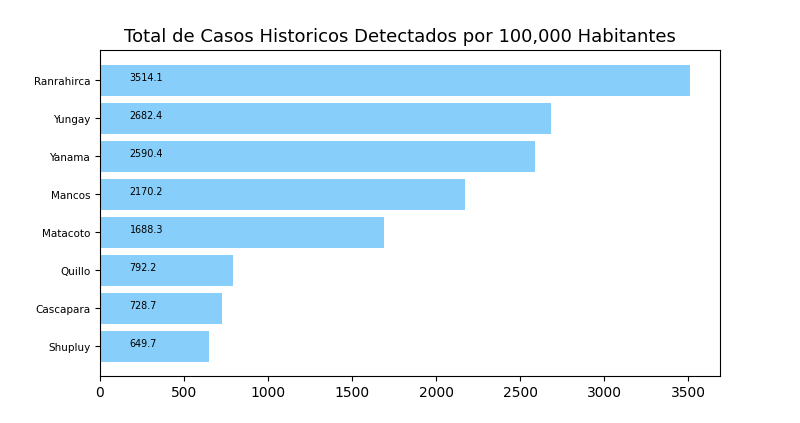 Total de Casos Historicos Detectados por 100,000 Habitantes
Ranrahirca 3514.1
Yungay 2682.4
Yanama 2590.4
Mancos 2170.2
Matacoto 1688.3
Quillo 792.2
Cascapara 728.7
Shupluy 649.7
0 500 1000 1500 2000 2500 3000 3500